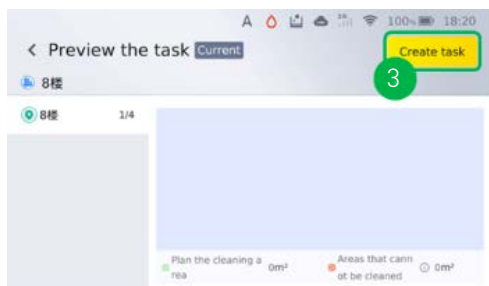 A 100% 18:20
Preview the task Current Create task
3
8楼
8楼 1/4
Plan the cleaning a 0m² Areas that cann 0m²
rea ot be cleaned